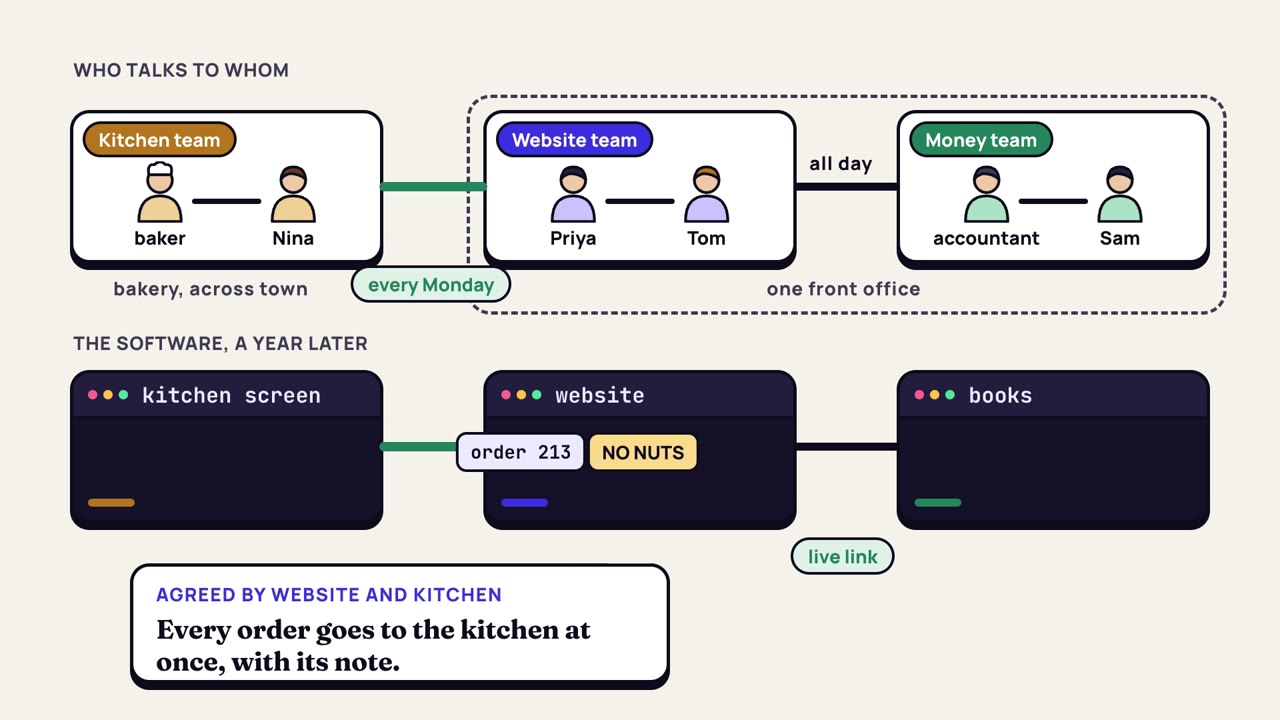 WHO TALKS TO WHOM
Kitchen team
Website team
Money team
all day
baker
Nina
Priya
Tom
accountant
Sam
bakery, across town
every Monday
one front office
THE SOFTWARE, A YEAR LATER
kitchen screen
website
books
order 213
NO NUTS
live link
AGREED BY WEBSITE AND KITCHEN
Every order goes to the kitchen at
once, with its note.